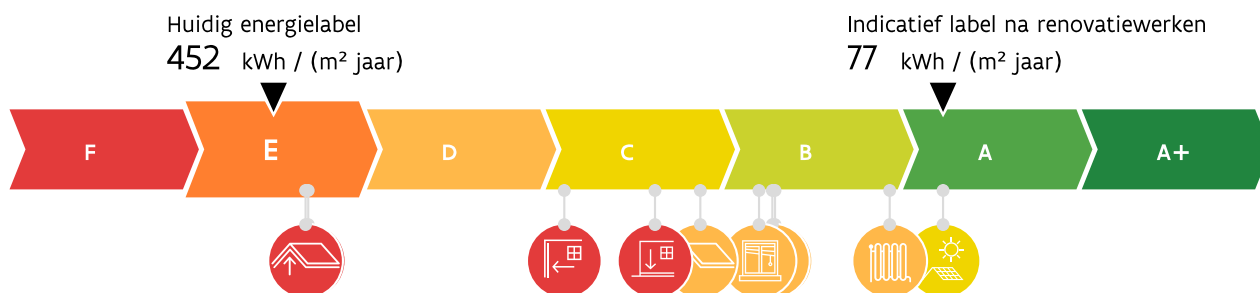 Huidig energielabel
452 kWh / (m² jaar)
Indicatief label na renovatiewerken
77 kWh / (m² jaar)
F E D C B A A+